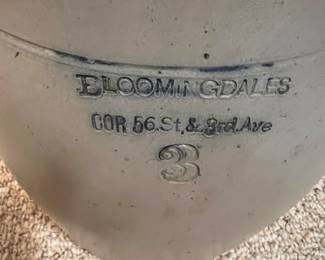 BLOOMINGDALES
COR 56.St.& 3rd.Ave
3